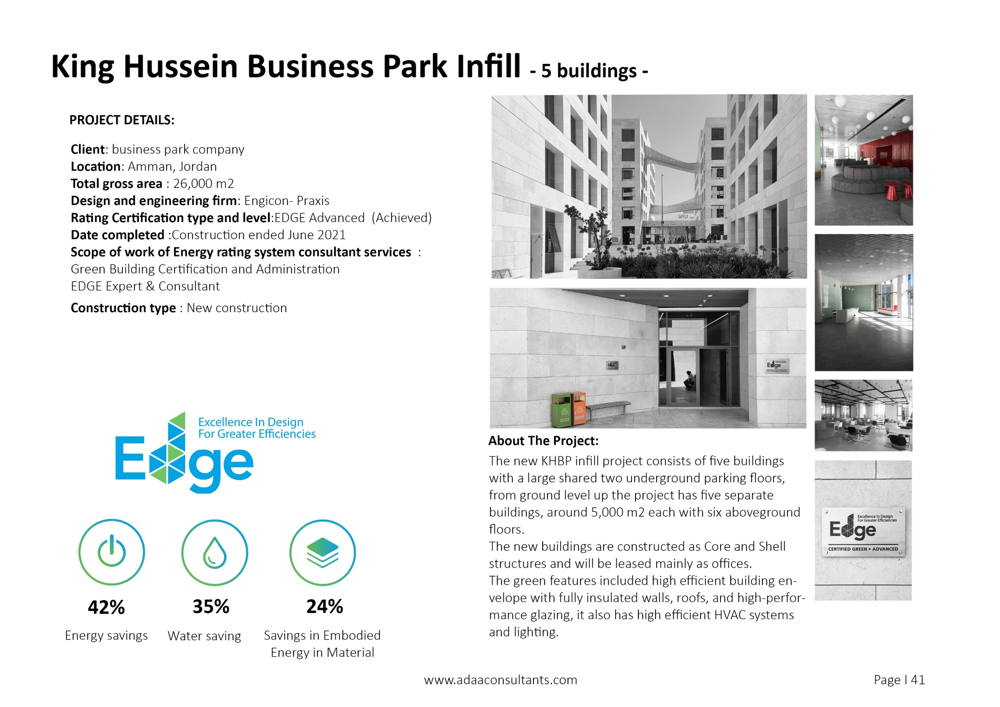 King Hussein Business Park Infill - 5 buildings -
PROJECT DETAILS:
Client: business park company
Location: Amman, Jordan
Total gross area : 26,000 m2
Design and engineering firm: Engicon- Praxis
Rating Certification type and level:EDGE Advanced (Achieved)
Date completed :Construction ended June 2021
Scope of work of Energy rating system consultant services :
Green Building Certification and Administration
EDGE Expert & Consultant
Construction type : New construction
Edge
Excellence In Design
For Greater Efficiencies
42%
Energy savings
35%
Water saving
24%
Savings in Embodied
Energy in Material
HTU
Edge
Edge
About The Project:
The new KHBP infill project consists of five buildings
with a large shared two underground parking floors,
from ground level up the project has five separate
buildings, around 5,000 m2 each with six aboveground
floors.
The new buildings are constructed as Core and Shell
structures and will be leased mainly as offices.
The green features included high efficient building en-
velope with fully insulated walls, roofs, and high-perfor-
mance glazing, it also has high efficient HVAC systems
and lighting.
Edge
Excellence In Design
For Greater Efficiencies
CERTIFIED GREEN ▸ ADVANCED
www.adaaconsultants.com
Page I 41